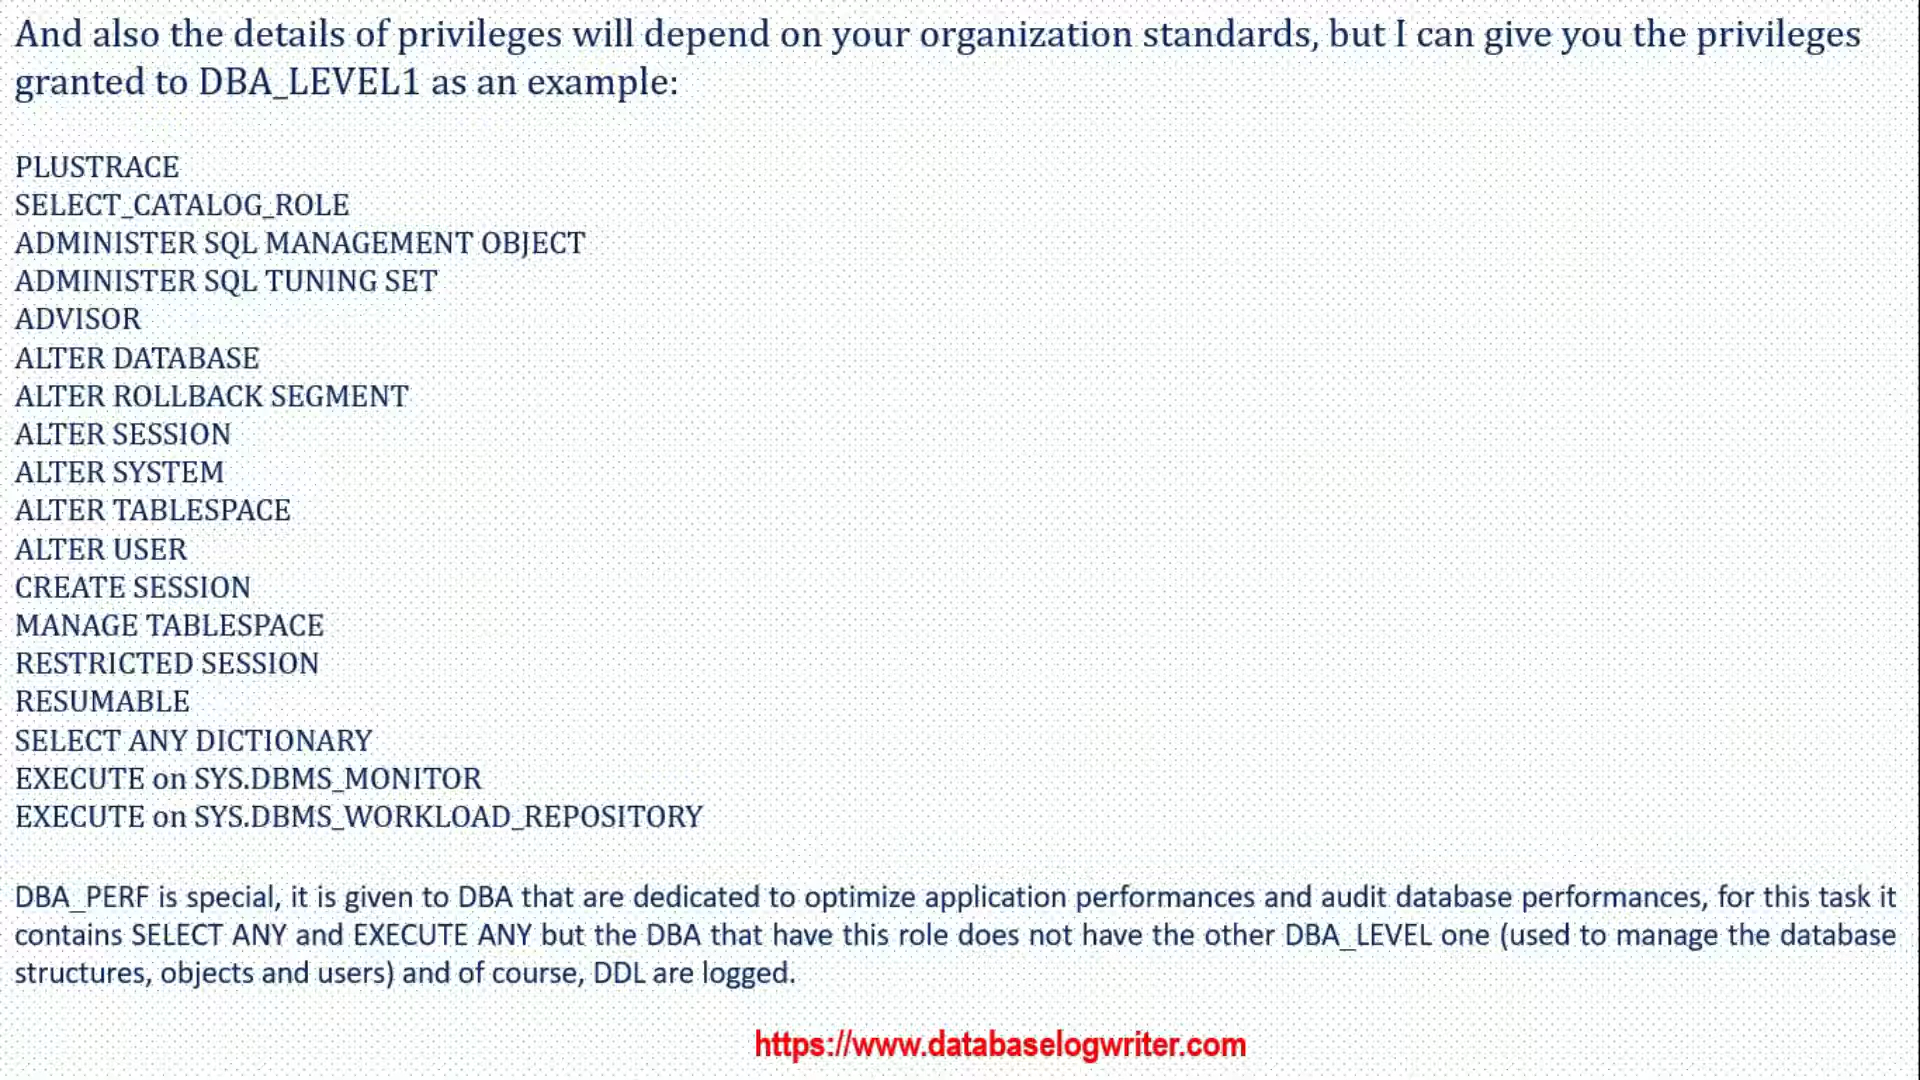 And also the details of privileges will depend on your organization standards, but I can give you the privileges
granted to DBA_LEVEL1 as an example:
PLUSTRACE
SELECT_CATALOG_ROLE
ADMINISTER SQL MANAGEMENT OBJECT
ADMINISTER SQL TUNING SET
ADVISOR
ALTER DATABASE
ALTER ROLLBACK SEGMENT
ALTER SESSION
ALTER SYSTEM
ALTER TABLESPACE
ALTER USER
CREATE SESSION
MANAGE TABLESPACE
RESTRICTED SESSION
RESUMABLE
SELECT ANY DICTIONARY
EXECUTE on SYS.DBMS_MONITOR
EXECUTE on SYS.DBMS_WORKLOAD_REPOSITORY
DBA_PERF is special, it is given to DBA that are dedicated to optimize application performances and audit database performances, for this task it
contains SELECT ANY and EXECUTE ANY but the DBA that have this role does not have the other DBA_LEVEL one (used to manage the database
structures, objects and users) and of course, DDL are logged.
https://www.databaselogwriter.com